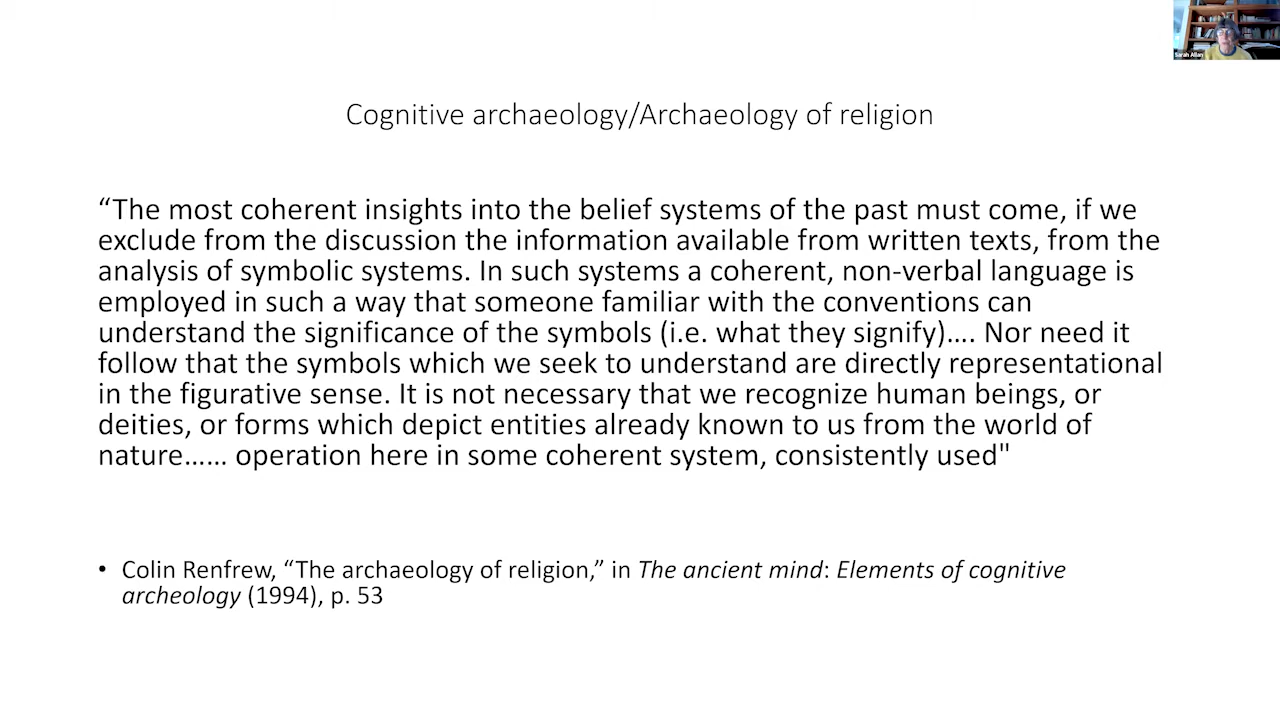 Sarah Allan
Cognitive archaeology/Archaeology of religion
“The most coherent insights into the belief systems of the past must come, if we
exclude from the discussion the information available from written texts, from the
analysis of symbolic systems. In such systems a coherent, non-verbal language is
employed in such a way that someone familiar with the conventions can
understand the significance of the symbols (i.e. what they signify)…. Nor need it
follow that the symbols which we seek to understand are directly representational
in the figurative sense. It is not necessary that we recognize human beings, or
deities, or forms which depict entities already known to us from the world of
nature…… operation here in some coherent system, consistently used"
• Colin Renfrew, “The archaeology of religion,” in The ancient mind: Elements of cognitive
archeology (1994), p. 53